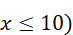 x ≤ 10)